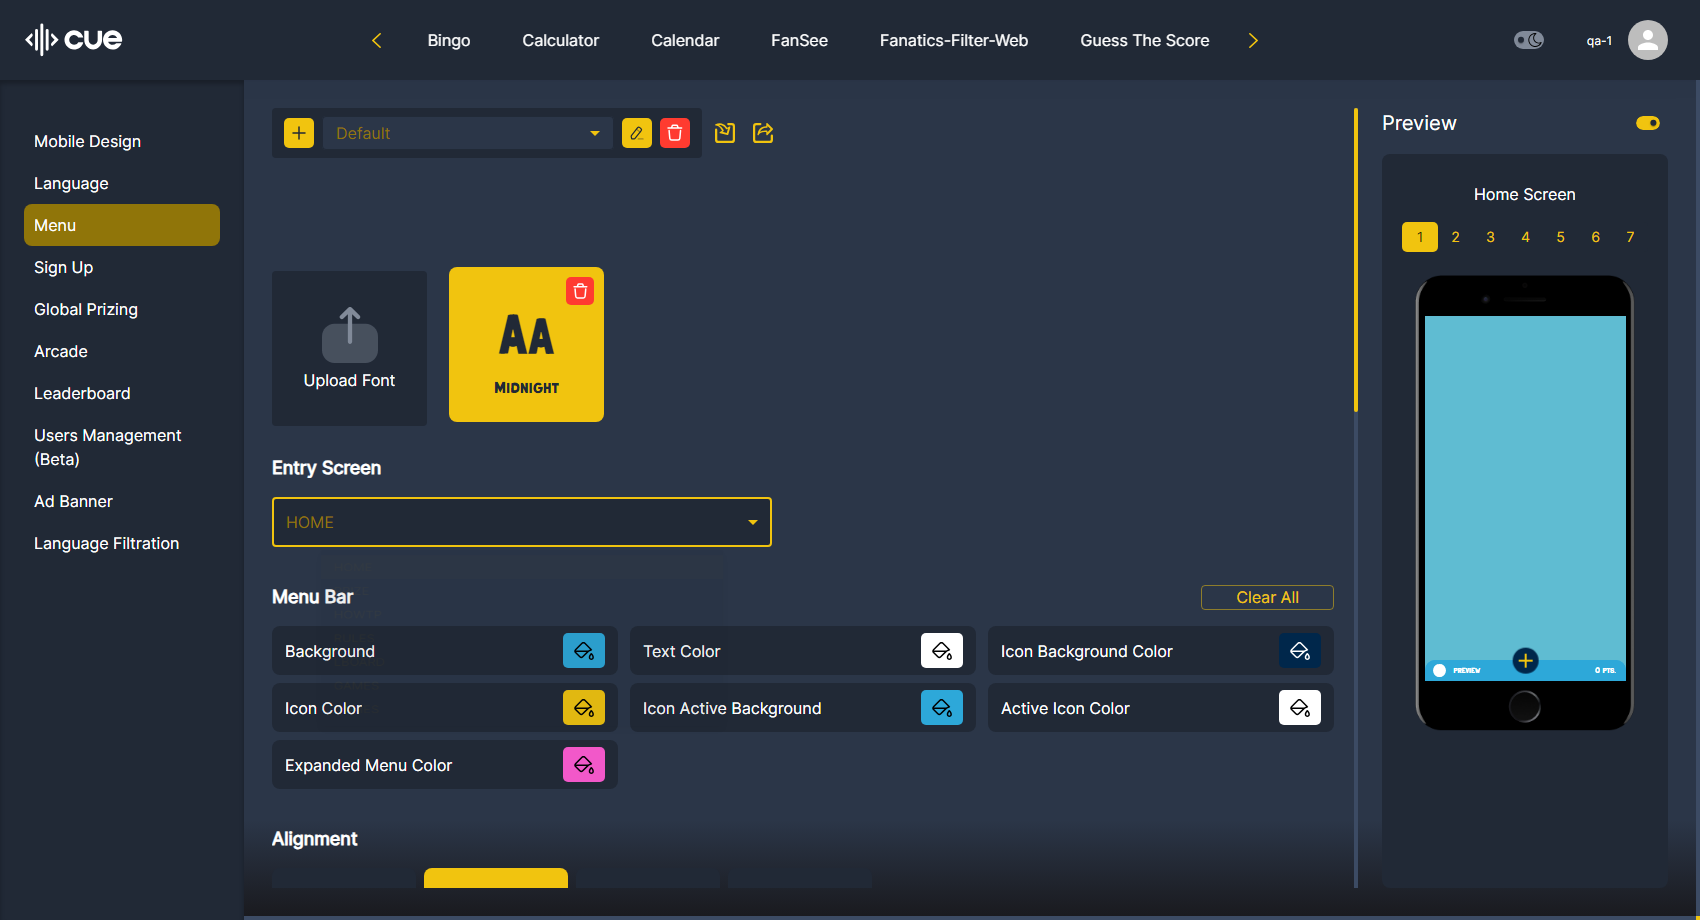 cue
Bingo
Calculator
Calendar
FanSee
Fanatics-Filter-Web
Guess The Score
qa-1
Mobile Design
Language
Menu
Sign Up
Global Prizing
Arcade
Leaderboard
Users Management
(Beta)
Ad Banner
Language Filtration
Default
Upload Font
AA
MIDNIGHT
Entry Screen
HOME
Menu Bar
Clear All
Background
Text Color
Icon Background Color
Icon Color
Icon Active Background
Active Icon Color
Expanded Menu Color
Alignment
Preview
Home Screen
1 2 3 4 5 6 7
PREVIEW
0 PTS.